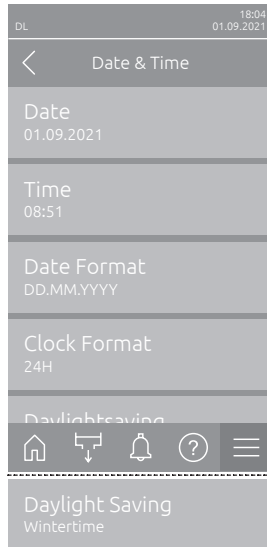 18:04
DL 01.09.2021
Date & Time
Date
01.09.2021
Time
08:51
Date Format
DD.MM.YYYY
Clock Format
24H
Daylightsaving
?
Daylight Saving
Wintertime